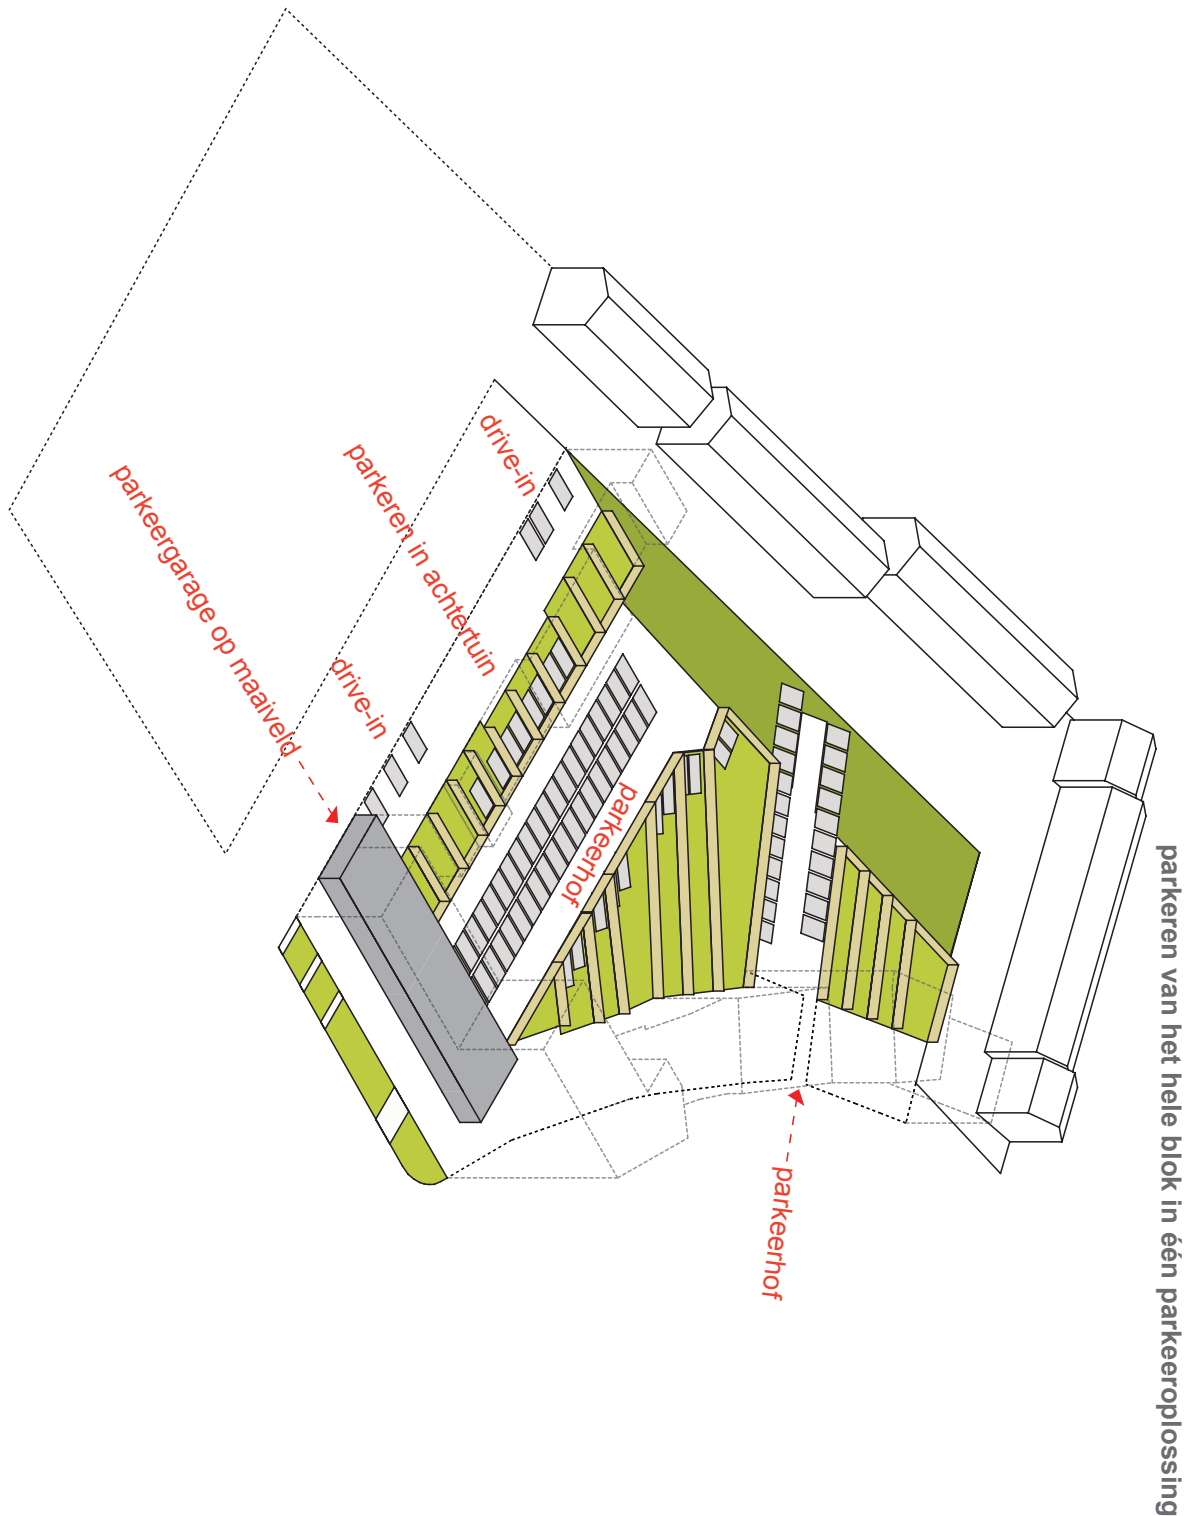 parkeren van het hele blok in één parkeeroplossing
drive-in
parkeren in achtertuin
parkeergarage op maaiveld
drive-in
parkeerhof
parkeerhof